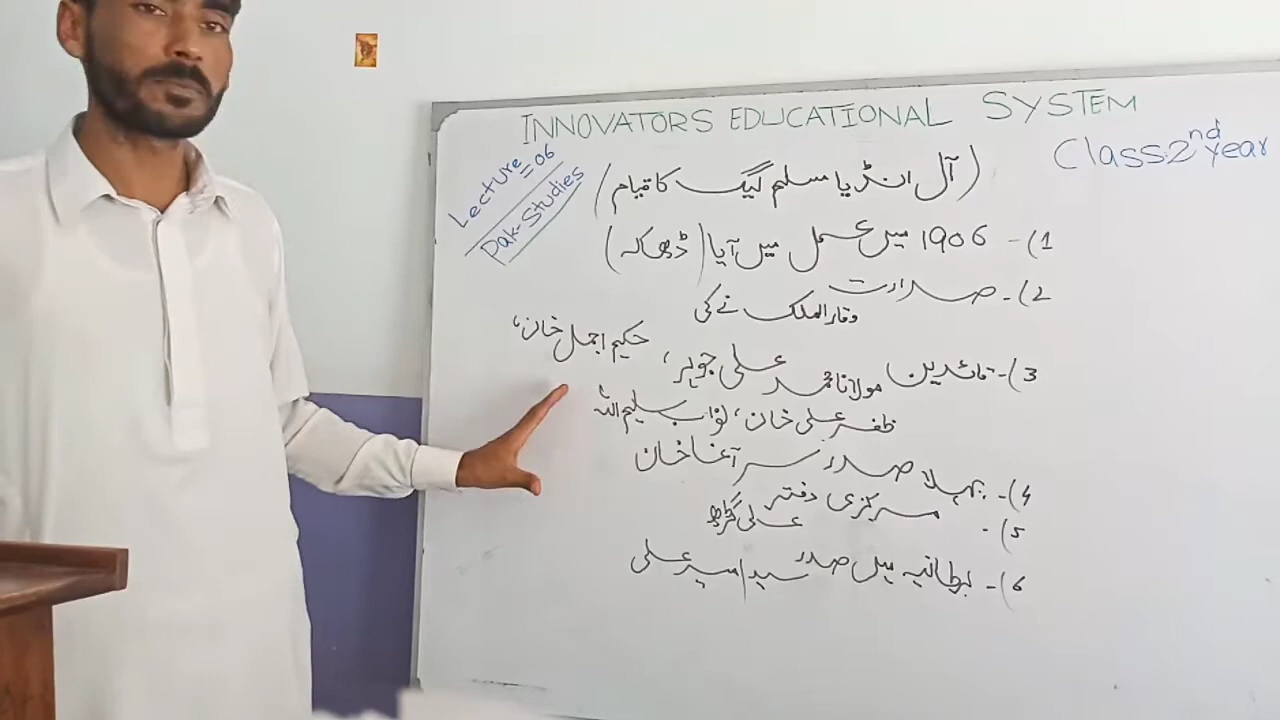 INNOVATORS EDUCATIONAL SYSTEM
Lecture = 06
Pak-Studies
Class:2nd year
(آل انڈیا مسلم لیگ کا قیام)
1)- 1906 میں عمل میں آیا (ڈھاکہ)
2)- صدارت وقار الملک نے کی
3)- قائدین مولانا محمد علی جوہر، حکیم اجمل خان،
ظفر علی خان، نواب سلیم اللہ
4)- پہلا صدر سر آغا خان
5)- مرکزی دفتر علی گڑھ
6)- برطانیہ میں صدر سید امیر علی